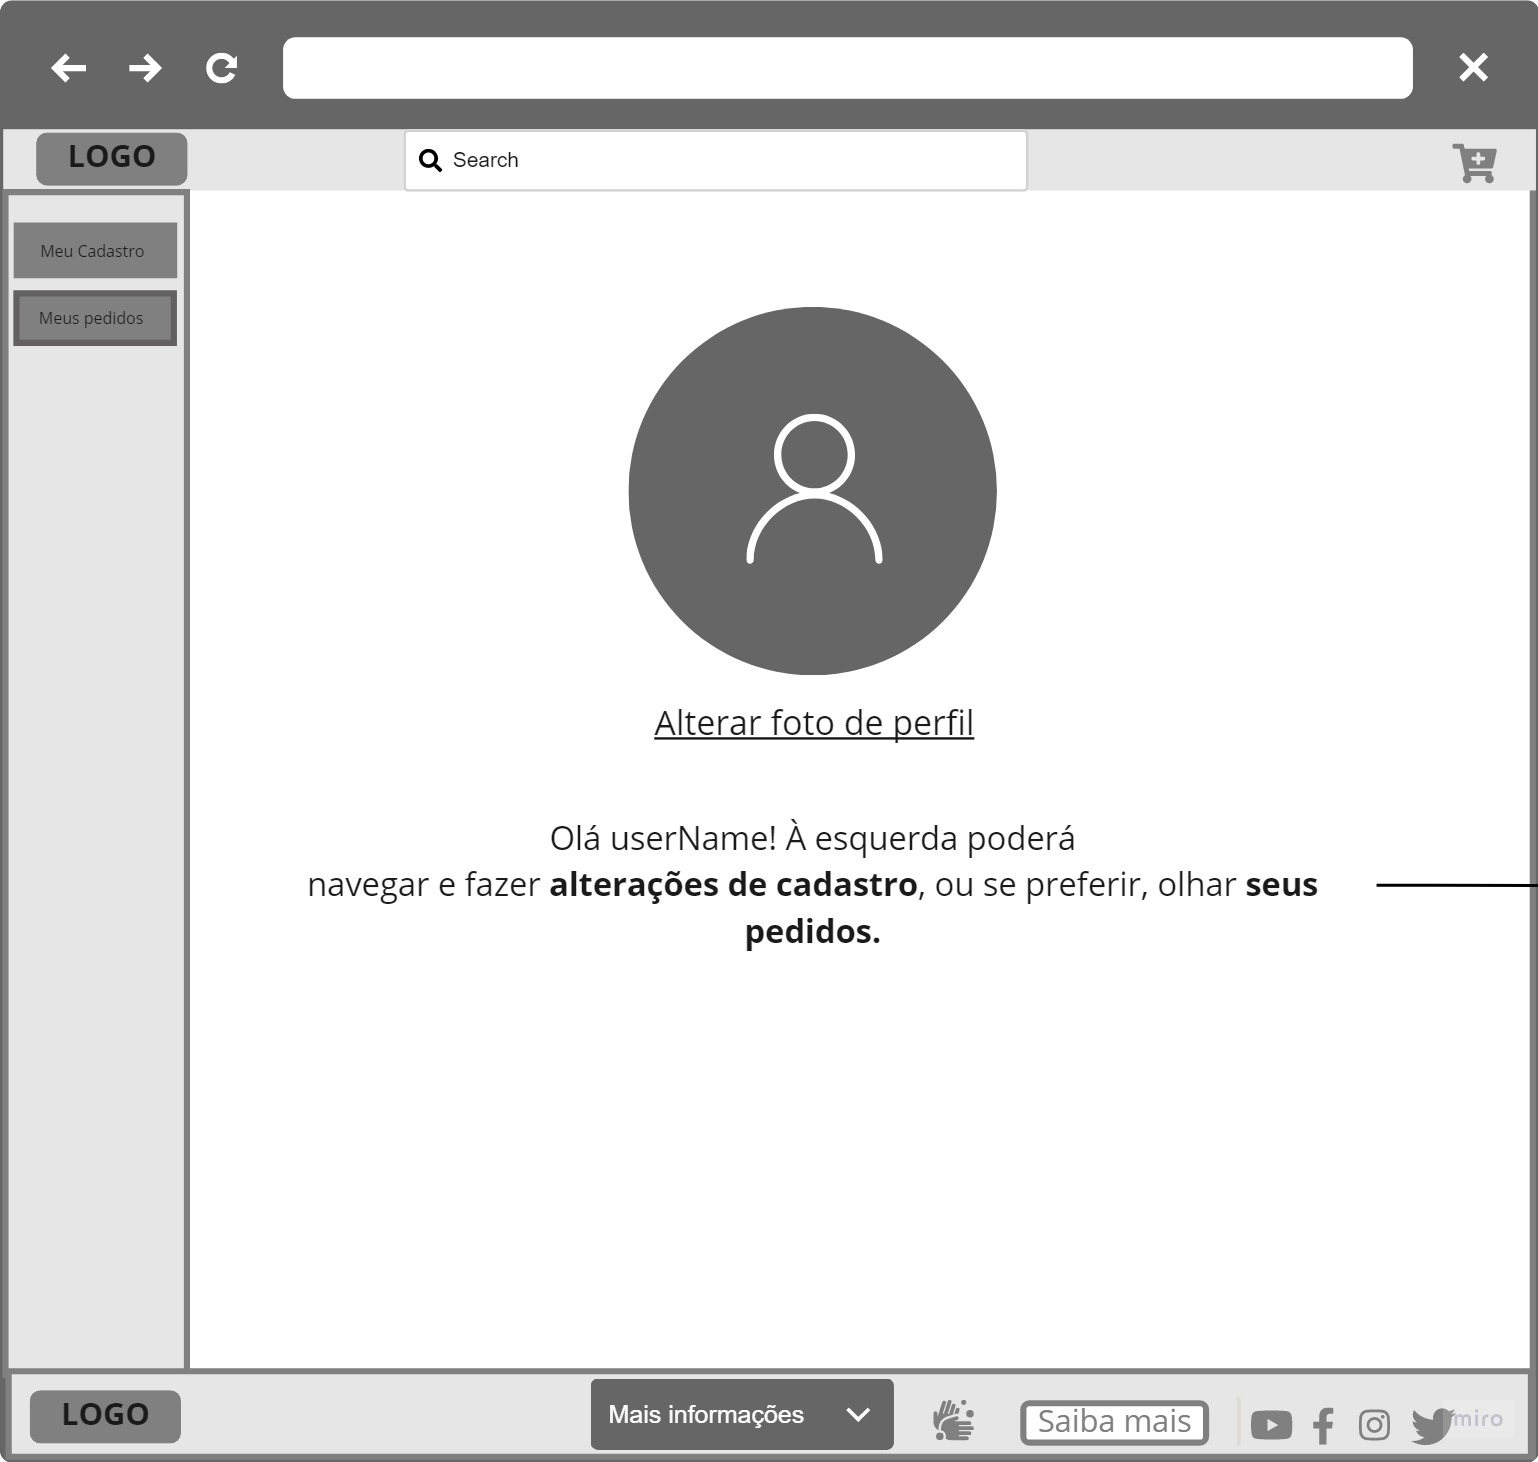 LOGO
Search
Meu Cadastro
Meus pedidos
Alterar foto de perfil
Olá userName! À esquerda poderá
navegar e fazer alterações de cadastro, ou se preferir, olhar seus
pedidos.
LOGO
Mais informações
Saiba mais
miro